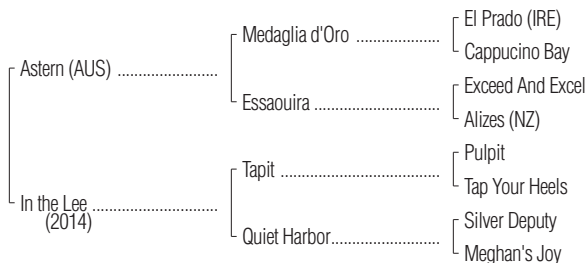 El Prado (IRE)
Medaglia d'Oro ....................
Cappucino Bay
Astern (AUS) ........................
Exceed And Excel
Essaouira ............................
Alizes (NZ)
Pulpit
Tapit .....................................
Tap Your Heels
In the Lee ..............................
(2014)
Silver Deputy
Quiet Harbor.......................
Meghan's Joy